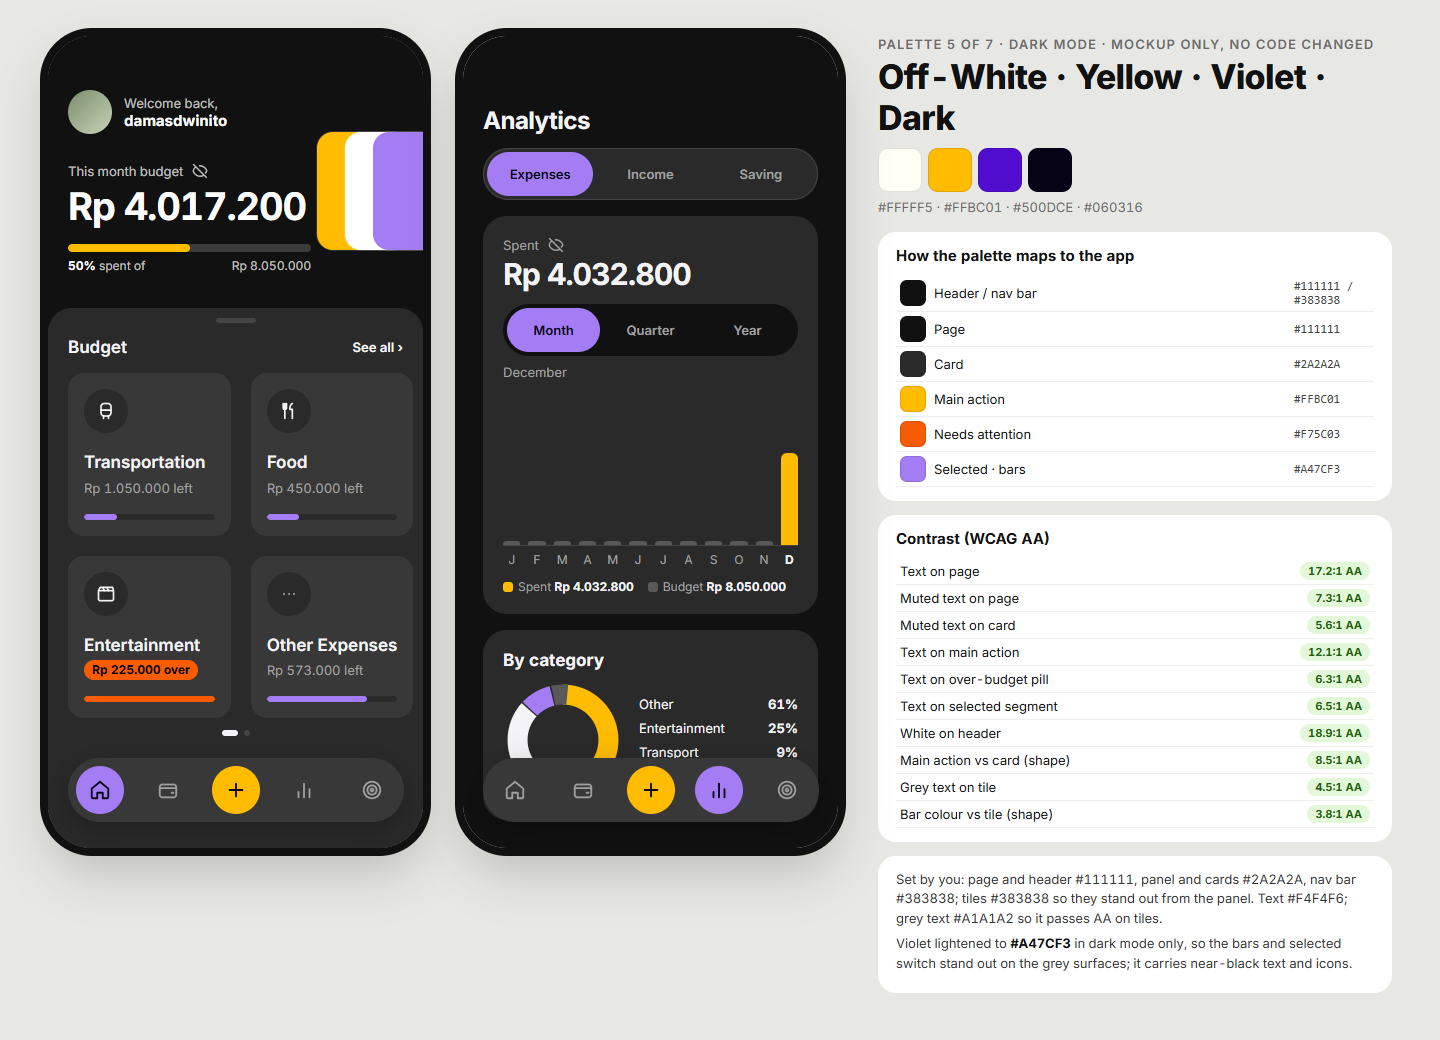 Welcome back,
damasdwinito
This month budget
Rp 4.017.200
50% spent of
Rp 8.050.000
Budget
See all ›
Transportation
Rp 1.050.000 left
Food
Rp 450.000 left
Entertainment
Rp 225.000 over
Other Expenses
Rp 573.000 left
Analytics
Expenses
Income
Saving
Spent
Rp 4.032.800
Month
Quarter
Year
December
J F M A M J J A S O N D
Spent Rp 4.032.800
Budget Rp 8.050.000
By category
Other 61%
Entertainment 25%
Transport 9%
PALETTE 5 OF 7 · DARK MODE · MOCKUP ONLY, NO CODE CHANGED
Off-White · Yellow · Violet ·
Dark
#FFFFF5 · #FFBC01 · #500DCE · #060316
How the palette maps to the app
Header / nav bar
#111111 /
#383838
Page #111111
Card #2A2A2A
Main action #FFBC01
Needs attention #F75C03
Selected · bars #A47CF3
Contrast (WCAG AA)
Text on page 17.2:1 AA
Muted text on page 7.3:1 AA
Muted text on card 5.6:1 AA
Text on main action 12.1:1 AA
Text on over-budget pill 6.3:1 AA
Text on selected segment 6.5:1 AA
White on header 18.9:1 AA
Main action vs card (shape) 8.5:1 AA
Grey text on tile 4.5:1 AA
Bar colour vs tile (shape) 3.8:1 AA
Set by you: page and header #111111, panel and cards #2A2A2A, nav bar
#383838; tiles #383838 so they stand out from the panel. Text #F4F4F6;
grey text #A1A1A2 so it passes AA on tiles.
Violet lightened to #A47CF3 in dark mode only, so the bars and selected
switch stand out on the grey surfaces; it carries near-black text and icons.